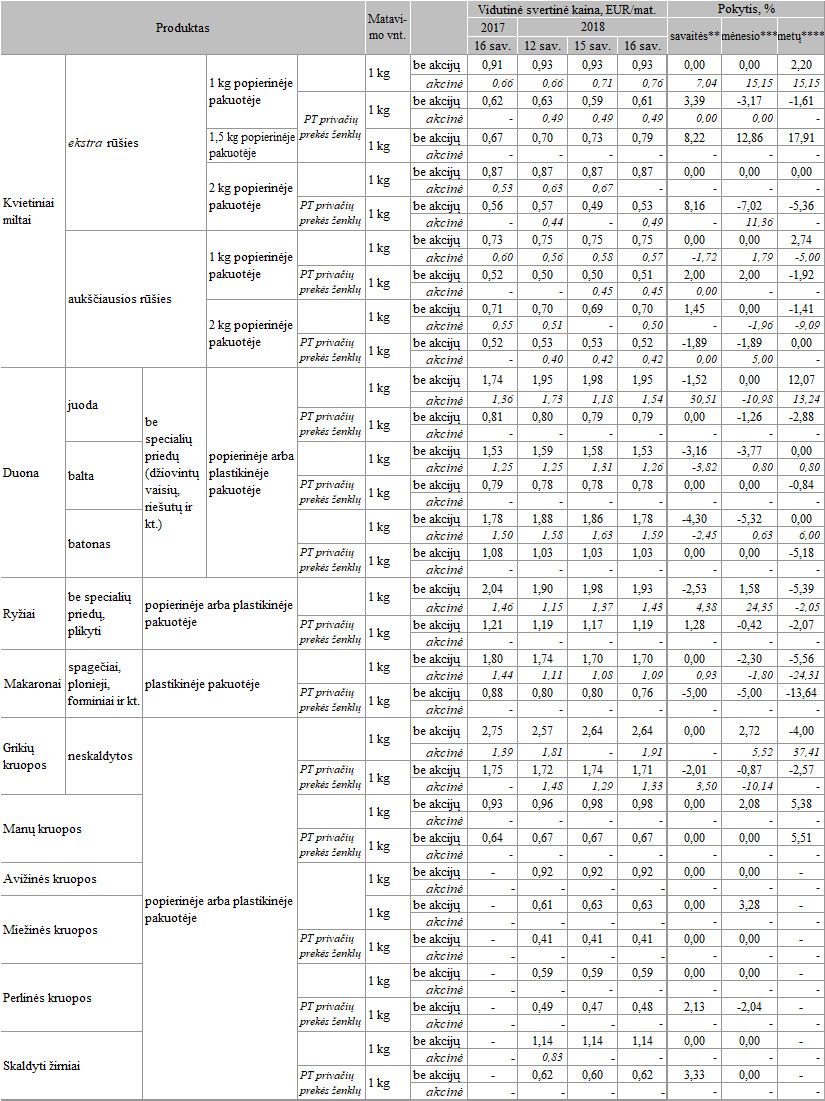 Produktas Matavi- Vidutinė svertinė kaina, EUR/mat. Pokytis, %
mo vnt. 2017 2018 savaitės** mėnesio*** metų****
16 sav. 12 sav. 15 sav. 16 sav.
Kvietiniai miltai ekstra rūšies 1 kg popierinėje pakuotėje 1 kg be akcijų 0,91 0,93 0,93 0,93 0,00 0,00 2,20
akcinė 0,66 0,66 0,71 0,76 7,04 15,15 15,15
PT privačių prekės ženklų 1 kg be akcijų 0,62 0,63 0,59 0,61 3,39 -3,17 -1,61
akcinė - 0,49 0,49 0,49 0,00 0,00 -
1,5 kg popierinėje pakuotėje 1 kg be akcijų 0,67 0,70 0,73 0,79 8,22 12,86 17,91
akcinė - - - - - - -
2 kg popierinėje pakuotėje 1 kg be akcijų 0,87 0,87 0,87 0,87 0,00 0,00 0,00
akcinė 0,53 0,63 0,67 - - - -
PT privačių prekės ženklų 1 kg be akcijų 0,56 0,57 0,49 0,53 8,16 -7,02 -5,36
akcinė - 0,44 - 0,49 - 11,36 -
aukščiausios rūšies 1 kg popierinėje pakuotėje 1 kg be akcijų 0,73 0,75 0,75 0,75 0,00 0,00 2,74
akcinė 0,60 0,56 0,58 0,57 -1,72 1,79 -5,00
PT privačių prekės ženklų 1 kg be akcijų 0,52 0,50 0,50 0,51 2,00 2,00 -1,92
akcinė - - 0,45 0,45 0,00 - -
2 kg popierinėje pakuotėje 1 kg be akcijų 0,71 0,70 0,69 0,70 1,45 0,00 -1,41
akcinė 0,55 0,51 - 0,50 - -1,96 -9,09
PT privačių prekės ženklų 1 kg be akcijų 0,52 0,53 0,53 0,52 -1,89 -1,89 0,00
akcinė - 0,40 0,42 0,42 0,00 5,00 -
Duona juoda be specialių priedų (džiovintų vaisių, riešutų ir kt.) popierinėje arba plastikinėje pakuotėje 1 kg be akcijų 1,74 1,95 1,98 1,95 -1,52 0,00 12,07
akcinė 1,36 1,73 1,18 1,54 30,51 -10,98 13,24
PT privačių prekės ženklų 1 kg be akcijų 0,81 0,80 0,79 0,79 0,00 -1,26 -2,88
akcinė - - - - - - -
balta 1 kg be akcijų 1,53 1,59 1,58 1,53 -3,16 -3,77 0,00
akcinė 1,25 1,25 1,31 1,26 -3,82 0,80 0,80
PT privačių prekės ženklų 1 kg be akcijų 0,79 0,78 0,78 0,78 0,00 0,00 -0,84
akcinė - - - - - - -
batonas 1 kg be akcijų 1,78 1,88 1,86 1,78 -4,30 -5,32 0,00
akcinė 1,50 1,58 1,63 1,59 -2,45 0,63 6,00
PT privačių prekės ženklų 1 kg be akcijų 1,08 1,03 1,03 1,03 0,00 0,00 -5,18
akcinė - - - - - - -
Ryžiai be specialių priedų, plikyti popierinėje arba plastikinėje pakuotėje 1 kg be akcijų 2,04 1,90 1,98 1,93 -2,53 1,58 -5,39
akcinė 1,46 1,15 1,37 1,43 4,38 24,35 -2,05
PT privačių prekės ženklų 1 kg be akcijų 1,21 1,19 1,17 1,19 1,28 -0,42 -2,07
akcinė - - - - - - -
Makaronai spagečiai, plonieji, forminiai ir kt. plastikinėje pakuotėje 1 kg be akcijų 1,80 1,74 1,70 1,70 0,00 -2,30 -5,56
akcinė 1,44 1,11 1,08 1,09 0,93 -1,80 -24,31
PT privačių prekės ženklų 1 kg be akcijų 0,88 0,80 0,80 0,76 -5,00 -5,00 -13,64
akcinė - - - - - - -
Grikių kruopos neskaldytos popierinėje arba plastikinėje pakuotėje 1 kg be akcijų 2,75 2,57 2,64 2,64 0,00 2,72 -4,00
akcinė 1,39 1,81 - 1,91 - 5,52 37,41
PT privačių prekės ženklų 1 kg be akcijų 1,75 1,72 1,74 1,71 -2,01 -0,87 -2,57
akcinė - 1,48 1,29 1,33 3,50 -10,14 -
Manų kruopos 1 kg be akcijų 0,93 0,96 0,98 0,98 0,00 2,08 5,38
akcinė - - - - - - -
PT privačių prekės ženklų 1 kg be akcijų 0,64 0,67 0,67 0,67 0,00 0,00 5,51
akcinė - - - - - - -
Avižinės kruopos 1 kg be akcijų - 0,92 0,92 0,92 0,00 0,00 -
akcinė - - - - - - -
Miežinės kruopos 1 kg be akcijų - 0,61 0,63 0,63 0,00 3,28 -
akcinė - - - - - - -
PT privačių prekės ženklų 1 kg be akcijų - 0,41 0,41 0,41 0,00 0,00 -
akcinė - - - - - - -
Perlinės kruopos 1 kg be akcijų - 0,59 0,59 0,59 0,00 0,00 -
akcinė - - - - - - -
PT privačių prekės ženklų 1 kg be akcijų - 0,49 0,47 0,48 2,13 -2,04 -
akcinė - - - - - - -
Skaldyti žirniai 1 kg be akcijų - 1,14 1,14 1,14 0,00 0,00 -
akcinė - 0,83 - - - - -
PT privačių prekės ženklų 1 kg be akcijų - 0,62 0,60 0,62 3,33 0,00 -
akcinė - - - - - - -